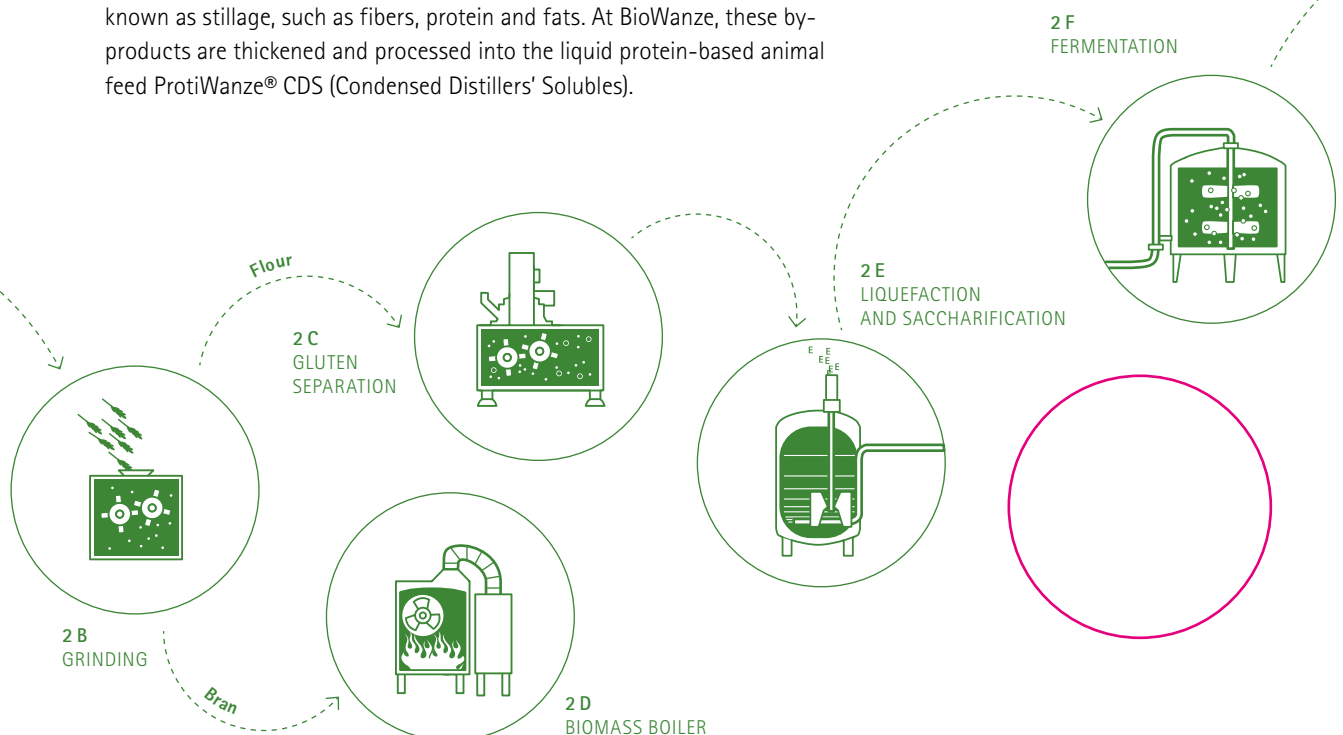 known as stillage, such as fibers, protein and fats. At BioWanze, these by-
products are thickened and processed into the liquid protein-based animal
feed ProtiWanze® CDS (Condensed Distillers' Solubles).
2 F
FERMENTATION
Flour
2 C
GLUTEN
SEPARATION
2 E
LIQUEFACTION
AND SACCHARIFICATION
E E
E E
E E
2 B
GRINDING
Bran
2 D
BIOMASS BOILER